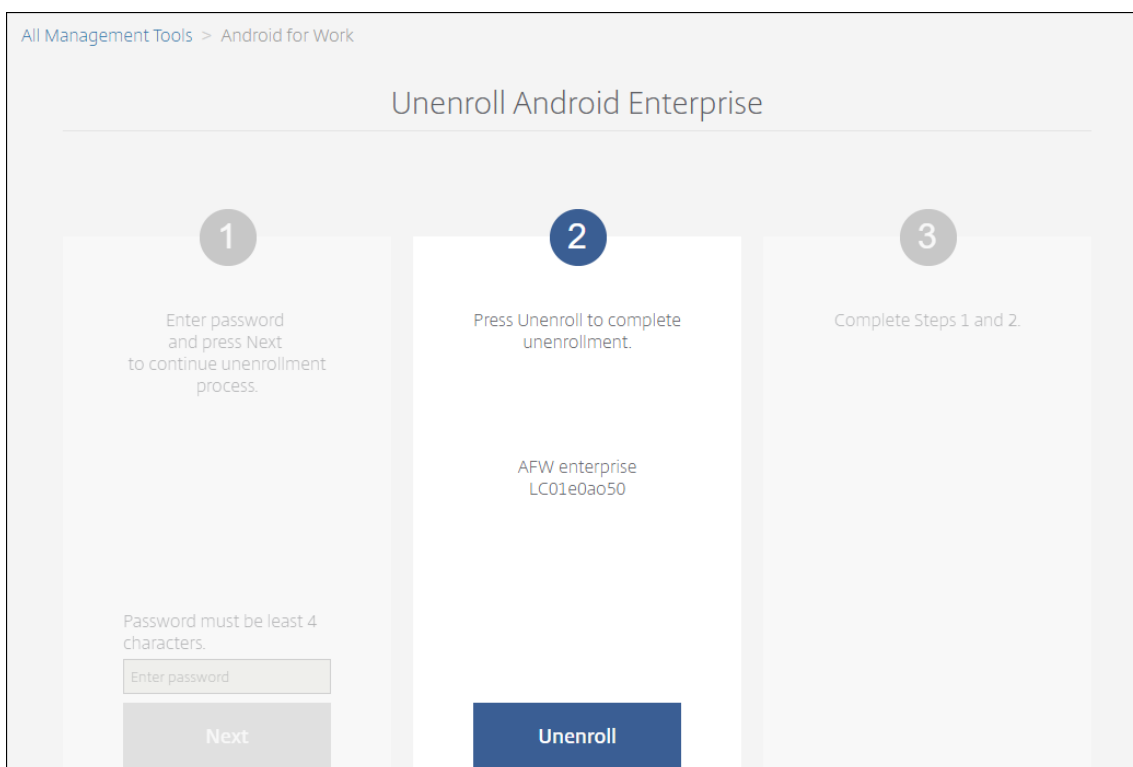 All Management Tools > Android for Work
Unenroll Android Enterprise
1
Enter password
and press Next
to continue unenrollment
process.
Password must be least 4
characters.
Enter password
Next
2
Press Unenroll to complete
unenrollment.
AFW enterprise
LC01e0ao50
Unenroll
3
Complete Steps 1 and 2.